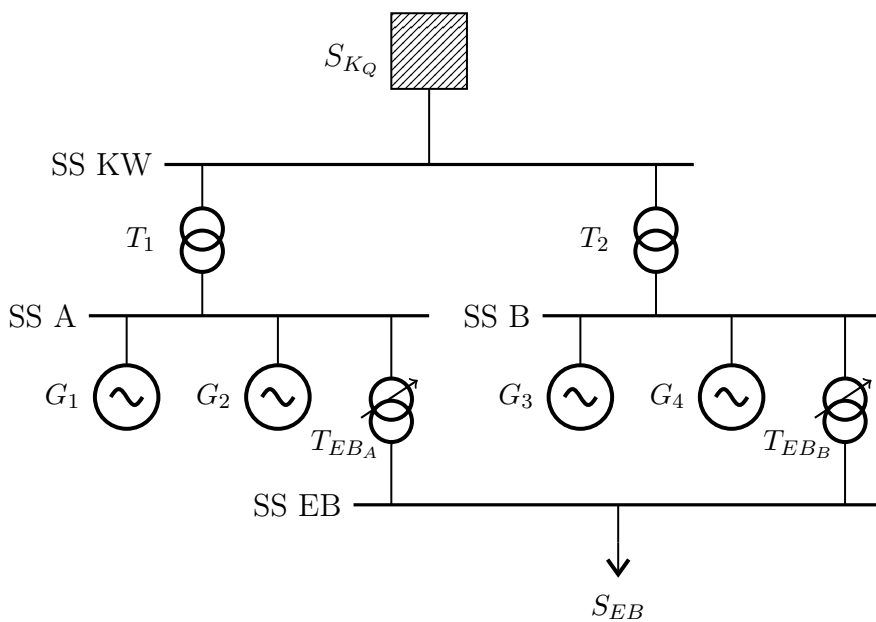 S_{K_Q}
SS KW
T_1
T_2
SS A
SS B
G_1
G_2
G_3
G_4
T_{EB_A}
T_{EB_B}
SS EB
S_{EB}